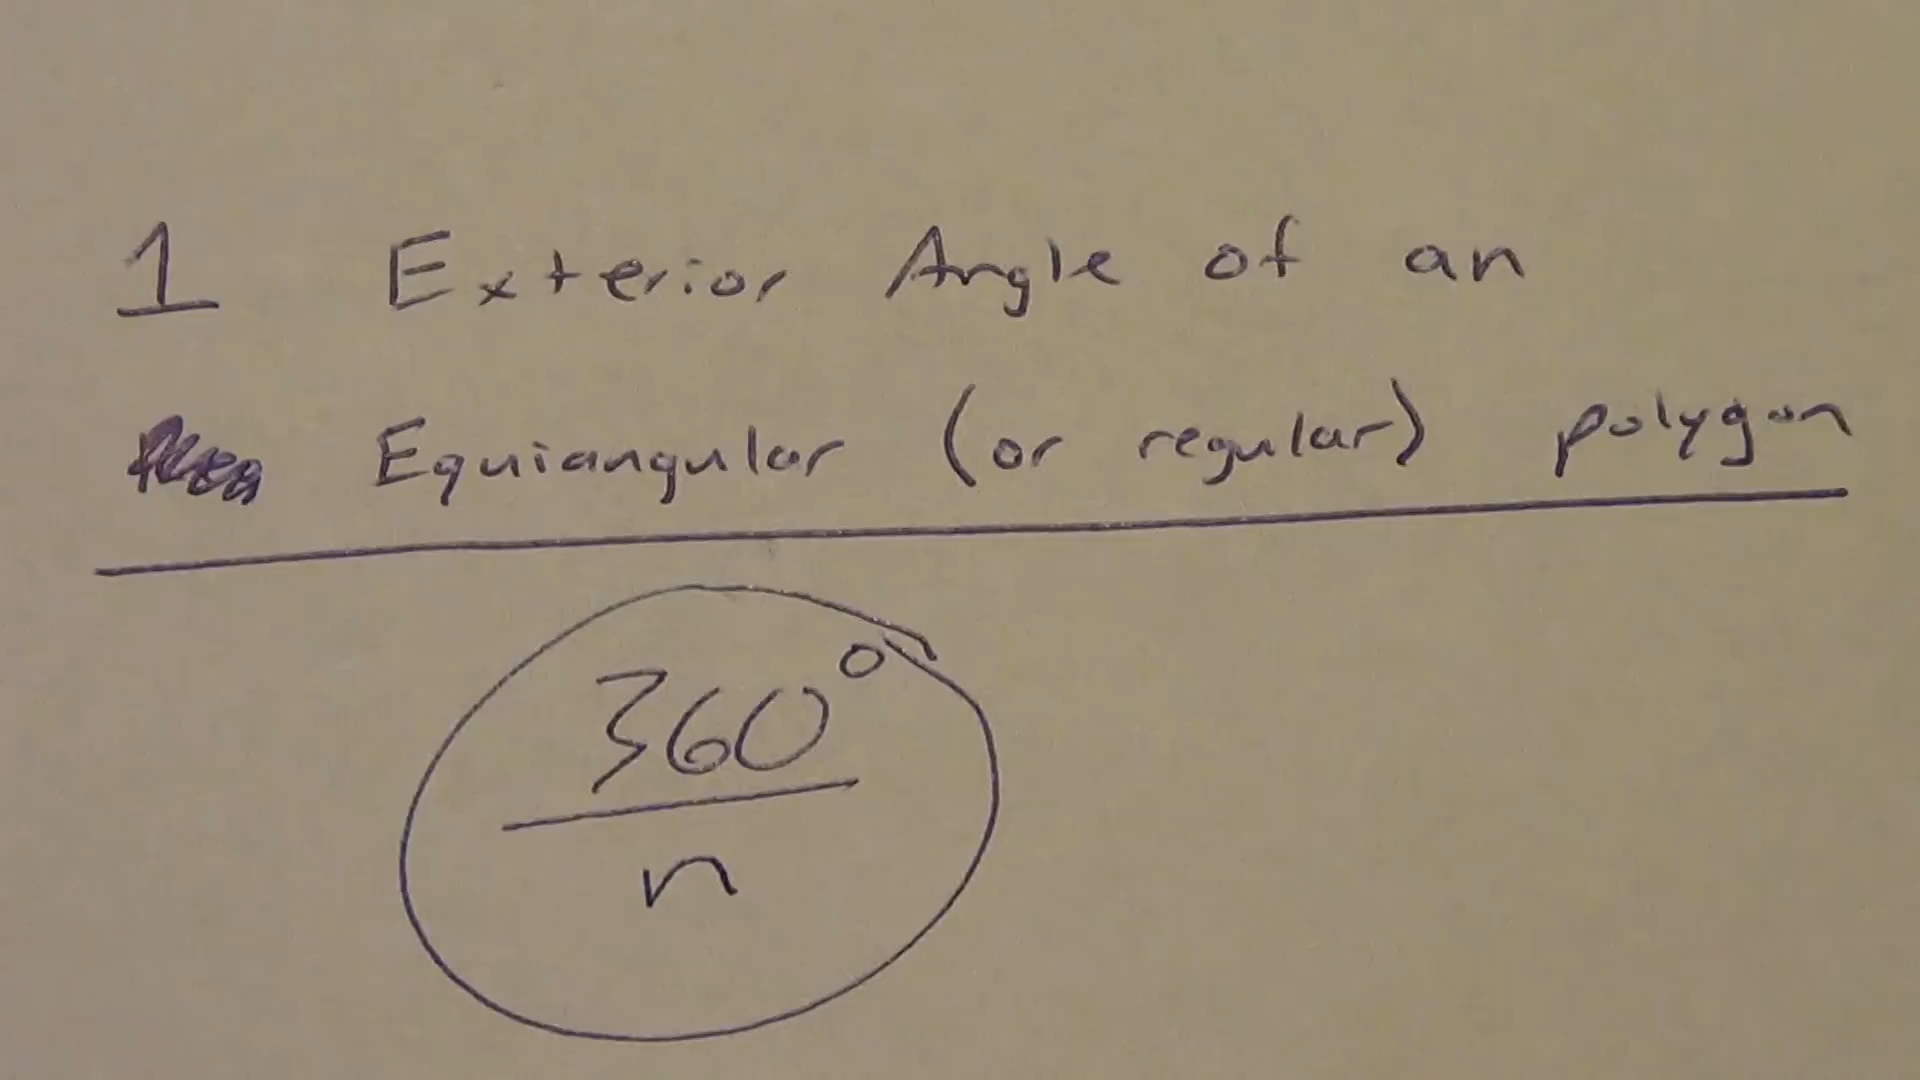 1 Exterior Angle of an
Equiangular (or regular) polygon
360°
n